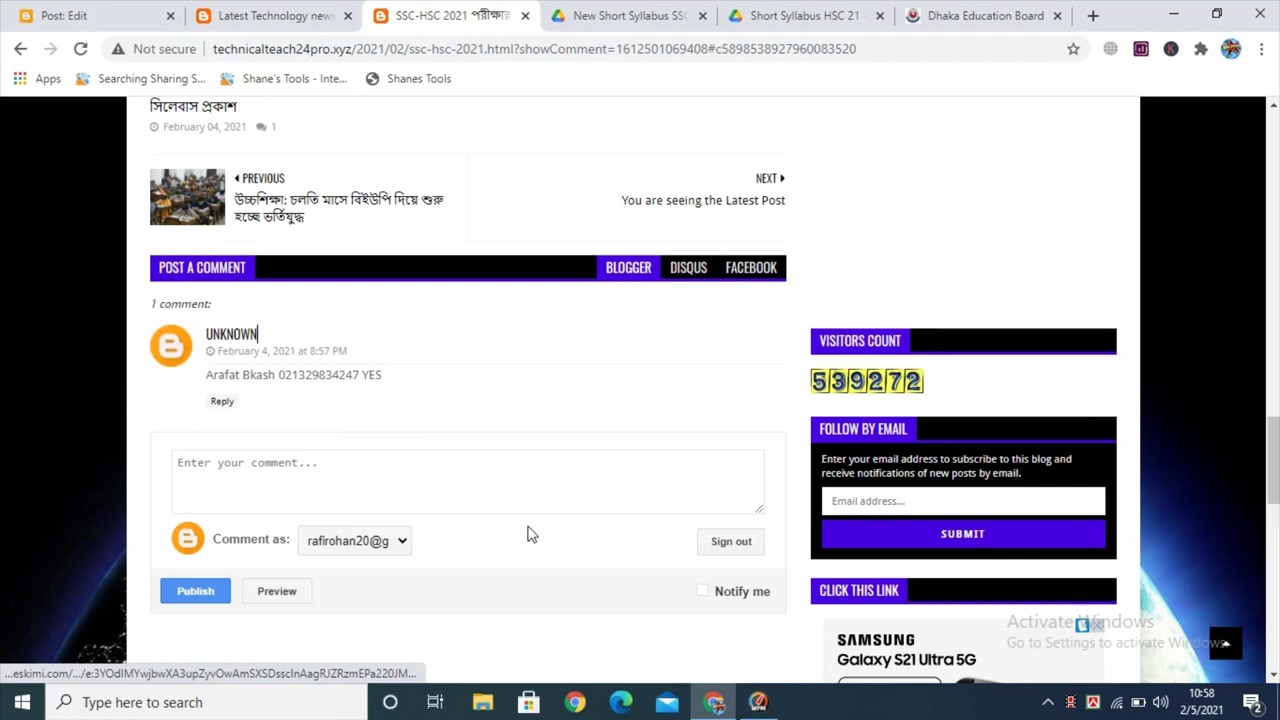 Post: Edit
Latest Technology news
SSC-HSC 2021 পরীক্ষার
New Short Syllabus SSC
Short Syllabus HSC 21 -
Dhaka Education Board
Not secure
technicalteach24pro.xyz/2021/02/ssc-hsc-2021.html?showComment=1612501069408#c5898538927960083520
Apps
Searching Sharing S...
Shane's Tools - Inte...
Shanes Tools
সিলেবাস প্রকাশ
February 04, 2021 1
PREVIOUS
উচ্চশিক্ষা: চলতি মাসে বিইউপি দিয়ে শুরু
হচ্ছে ভর্তিযুদ্ধ
NEXT
You are seeing the Latest Post
POST A COMMENT
BLOGGER
DISQUS
FACEBOOK
1 comment:
UNKNOWN
February 4, 2021 at 8:57 PM
Arafat Bkash 021329834247 YES
Reply
Enter your comment...
Comment as:
rafirohan20@g
Sign out
Publish
Preview
Notify me
VISITORS COUNT
539272
FOLLOW BY EMAIL
Enter your email address to subscribe to this blog and
receive notifications of new posts by email.
Email address...
SUBMIT
CLICK THIS LINK
SAMSUNG
Galaxy S21 Ultra 5G
Activate Windows
Go to Settings to activate Windows.
Type here to search
10:58
2/5/2021
2